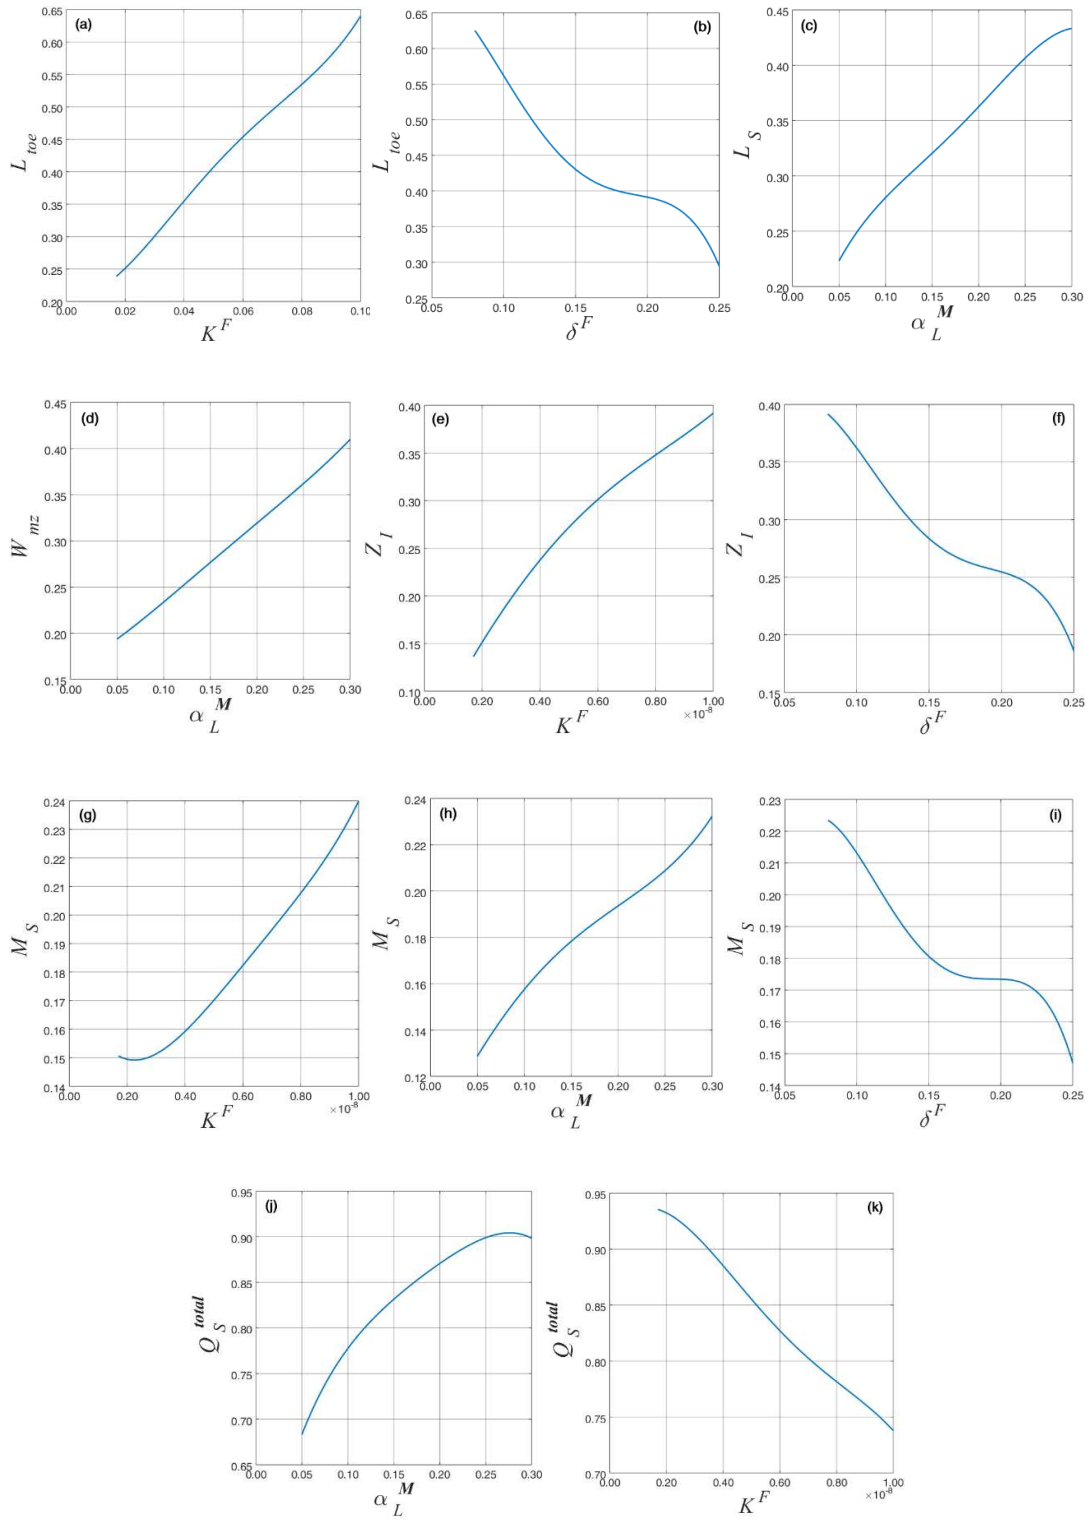 (a)
0.65
0.60
0.55
0.50
0.45
0.40
0.35
0.30
0.25
0.20
0.00 0.02 0.04 0.06 0.08 0.10
L toe
K F
(b)
0.65
0.60
0.55
0.50
0.45
0.40
0.35
0.30
0.25
0.05 0.10 0.15 0.20 0.25
L toe
δ F
(c)
0.45
0.40
0.35
0.30
0.25
0.20
0.00 0.05 0.10 0.15 0.20 0.25 0.30
L S
α L M
(d)
0.45
0.40
0.35
0.30
0.25
0.20
0.15
0.00 0.05 0.10 0.15 0.20 0.25 0.30
W mz
α L M
(e)
0.40
0.35
0.30
0.25
0.20
0.15
0.10
0.00 0.20 0.40 0.60 0.80 1.00
×10-8
Z I
K F
(f)
0.40
0.35
0.30
0.25
0.20
0.15
0.05 0.10 0.15 0.20 0.25
Z I
δ F
(g)
0.24
0.23
0.22
0.21
0.20
0.19
0.18
0.17
0.16
0.15
0.14
0.00 0.20 0.40 0.60 0.80 1.00
×10-8
M S
K F
(h)
0.24
0.22
0.20
0.18
0.16
0.14
0.12
0.00 0.05 0.10 0.15 0.20 0.25 0.30
M S
α L M
(i)
0.23
0.22
0.21
0.20
0.19
0.18
0.17
0.16
0.15
0.14
0.05 0.10 0.15 0.20 0.25
M S
δ F
(j)
0.95
0.90
0.85
0.80
0.75
0.70
0.65
0.00 0.05 0.10 0.15 0.20 0.25 0.30
Q S total
α L M
(k)
0.95
0.90
0.85
0.80
0.75
0.70
0.00 0.20 0.40 0.60 0.80 1.00
×10-8
Q S total
K F